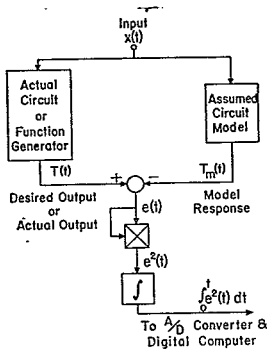 Input
x(t)
Actual
Circuit
or
Function
Generator
Assumed
Circuit
Model
T(t)
+
−
Tm(t)
Desired Output
or
Actual Output
e(t)
Model
Response
e²(t)
∫
∫₀ᵗe²(t) dt
To A/D Converter &
Digital Computer